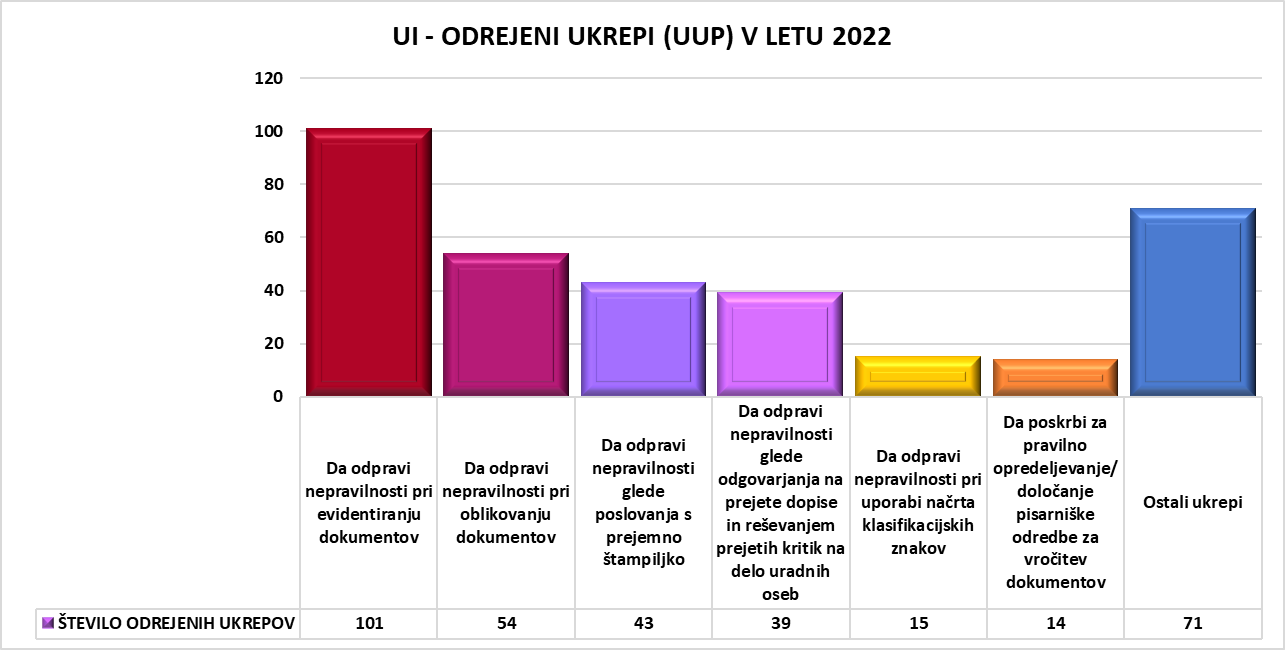 UI - ODREJENI UKREPI (UUP) V LETU 2022
120
100
80
60
40
20
0
Da odpravi
nepravilnosti pri
evidentiranju
dokumentov
Da odpravi
nepravilnosti pri
oblikovanju
dokumentov
Da odpravi
nepravilnosti
glede
poslovanja s
prejemno
štampiljko
Da odpravi
nepravilnosti
glede
odgovarjanja na
prejete dopise
in reševanjem
prejetih kritik na
delo uradnih
oseb
Da odpravi
nepravilnosti pri
uporabi načrta
klasifikacijskih
znakov
Da poskrbi za
pravilno
opredeljevanje/
določanje
pisarniške
odredbe za
vročitev
dokumentov
Ostali ukrepi
ŠTEVILO ODREJENIH UKREPOV 101 54 43 39 15 14 71